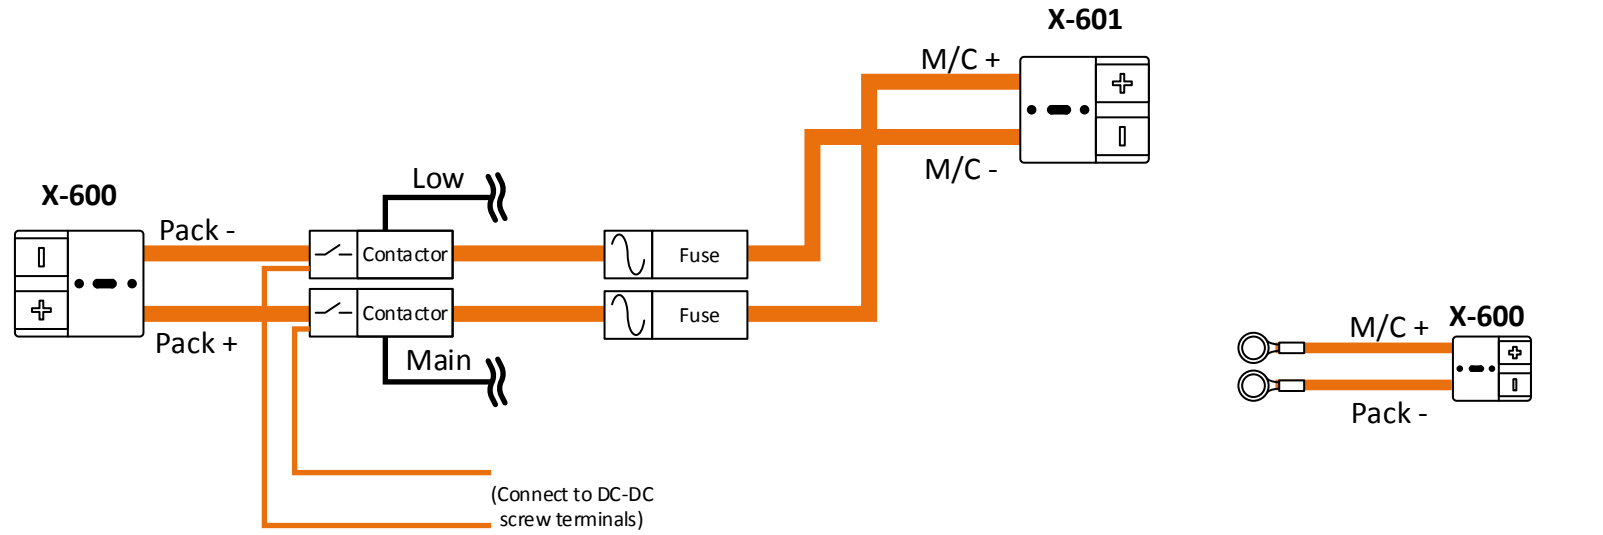 X-601
M/C +
M/C -
Low
X-600
Pack -
Contactor
Fuse
Contactor
Fuse
Pack +
Main
(Connect to DC-DC
screw terminals)
X-600
M/C +
Pack -